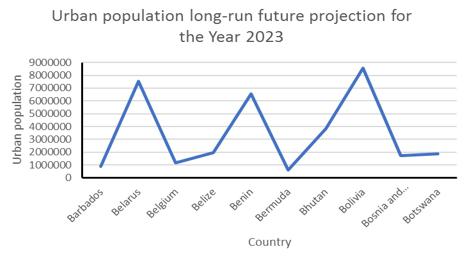 Urban population long-run future projection for
the Year 2023
Urban population
9000000
8000000
7000000
6000000
5000000
4000000
3000000
2000000
1000000
0
Barbados
Belarus
Belgium
Belize
Benin
Bermuda
Bhutan
Bolivia
Bosnia and...
Botswana
Country